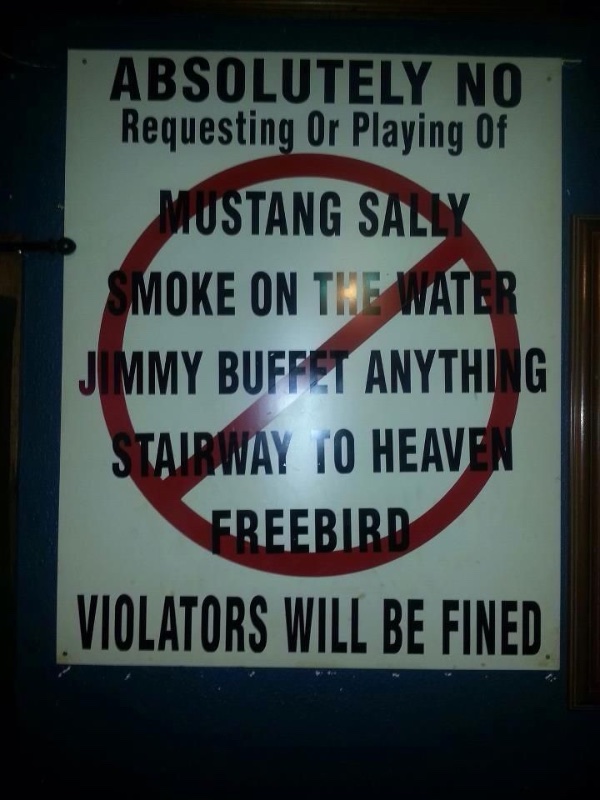 ABSOLUTELY NO
Requesting Or Playing Of
MUSTANG SALLY
SMOKE ON THE WATER
JIMMY BUFFET ANYTHING
STAIRWAY TO HEAVEN
FREEBIRD
VIOLATORS WILL BE FINED